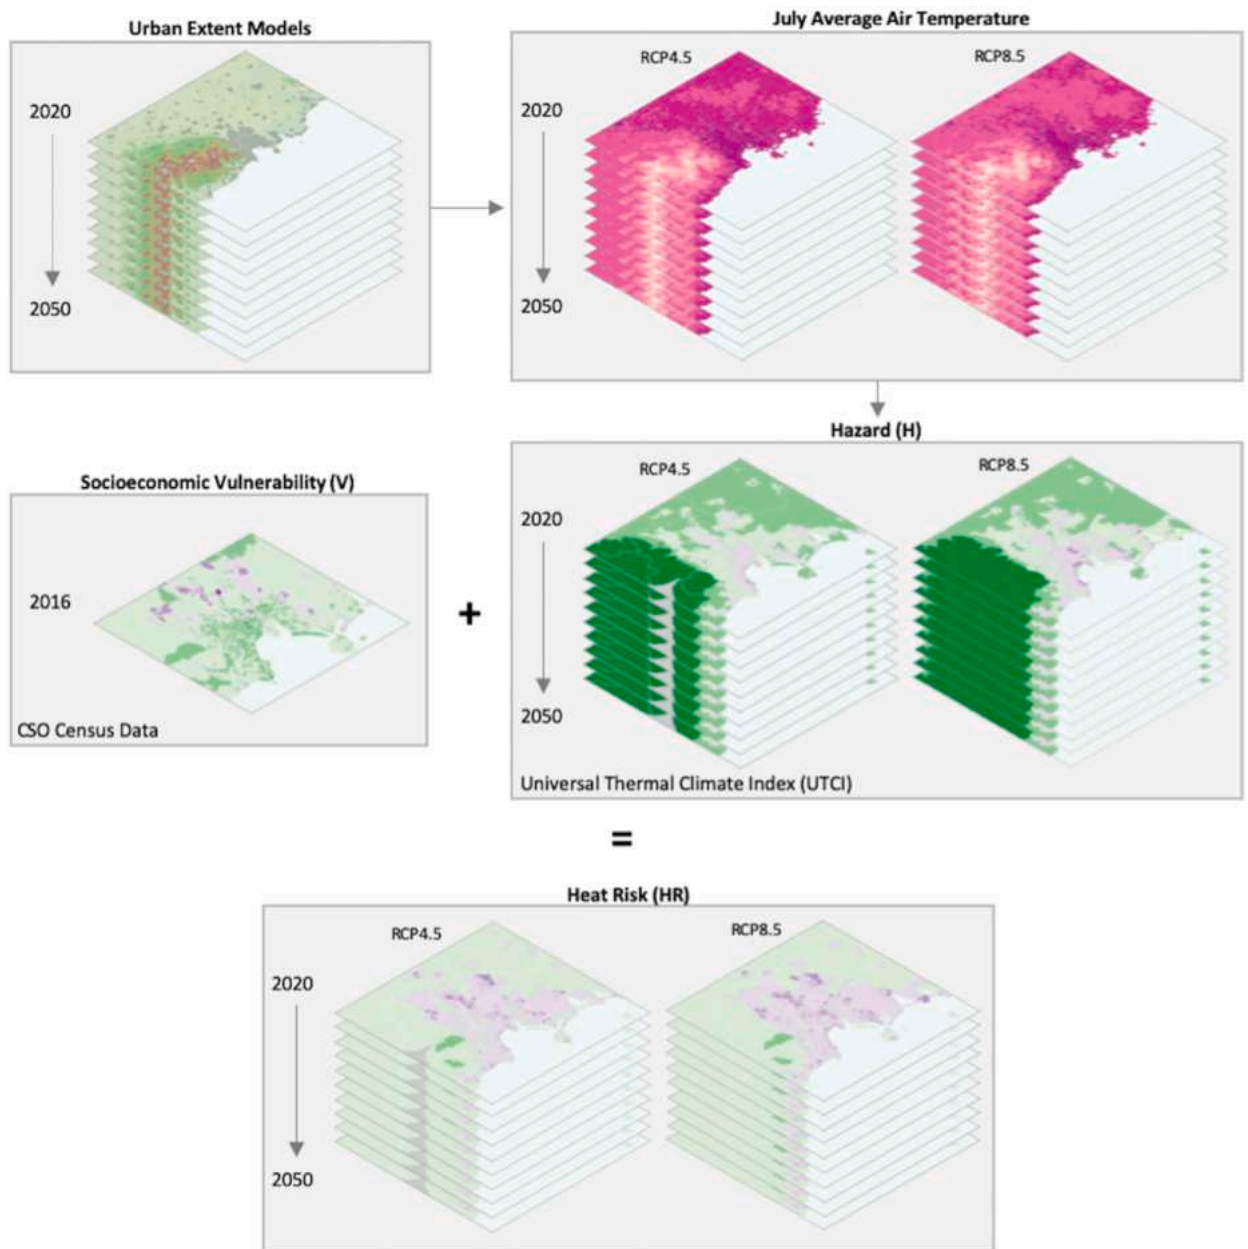 Urban Extent Models
2020
2050
July Average Air Temperature
RCP4.5
RCP8.5
2020
2050
Socioeconomic Vulnerability (V)
2016
CSO Census Data
+
Hazard (H)
RCP4.5
RCP8.5
2020
2050
Universal Thermal Climate Index (UTCI)
=
Heat Risk (HR)
RCP4.5
RCP8.5
2020
2050